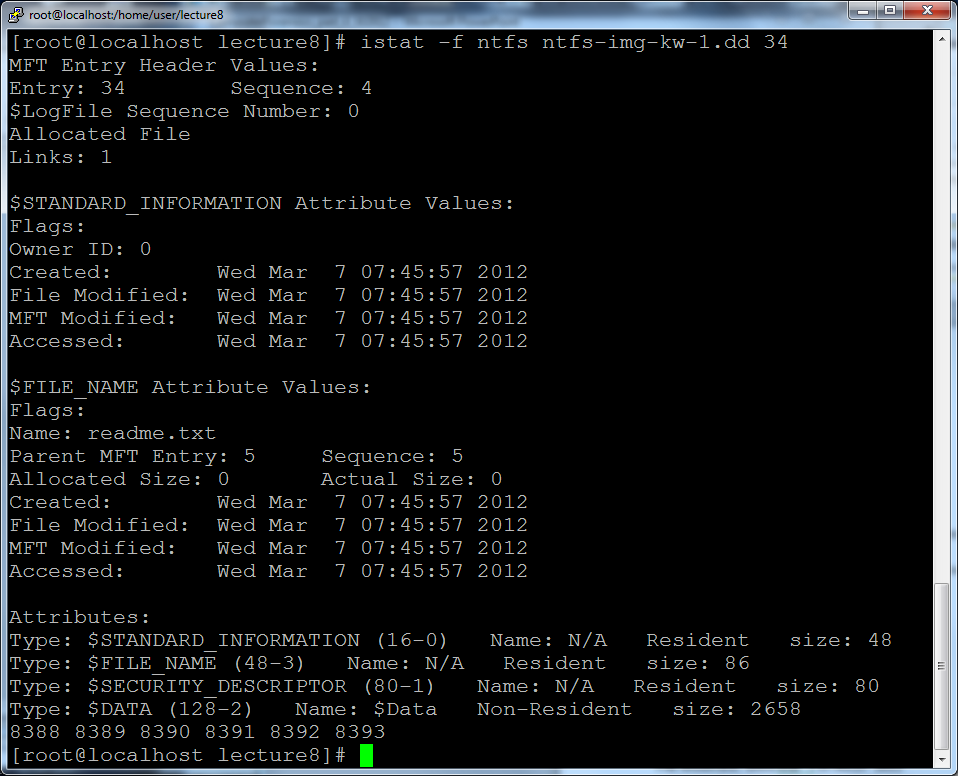 root@localhost:/home/user/lecture8
[root@localhost lecture8]# istat -f ntfs ntfs-img-kw-1.dd 34
MFT Entry Header Values:
Entry: 34        Sequence: 4
$LogFile Sequence Number: 0
Allocated File
Links: 1
$STANDARD_INFORMATION Attribute Values:
Flags:
Owner ID: 0
Created:        Wed Mar  7 07:45:57 2012
File Modified:  Wed Mar  7 07:45:57 2012
MFT Modified:   Wed Mar  7 07:45:57 2012
Accessed:       Wed Mar  7 07:45:57 2012
$FILE_NAME Attribute Values:
Flags:
Name: readme.txt
Parent MFT Entry: 5     Sequence: 5
Allocated Size: 0       Actual Size: 0
Created:        Wed Mar  7 07:45:57 2012
File Modified:  Wed Mar  7 07:45:57 2012
MFT Modified:   Wed Mar  7 07:45:57 2012
Accessed:       Wed Mar  7 07:45:57 2012
Attributes:
Type: $STANDARD_INFORMATION (16-0)   Name: N/A   Resident   size: 48
Type: $FILE_NAME (48-3)   Name: N/A   Resident   size: 86
Type: $SECURITY_DESCRIPTOR (80-1)   Name: N/A   Resident   size: 80
Type: $DATA (128-2)   Name: $Data   Non-Resident   size: 2658
8388 8389 8390 8391 8392 8393
[root@localhost lecture8]#